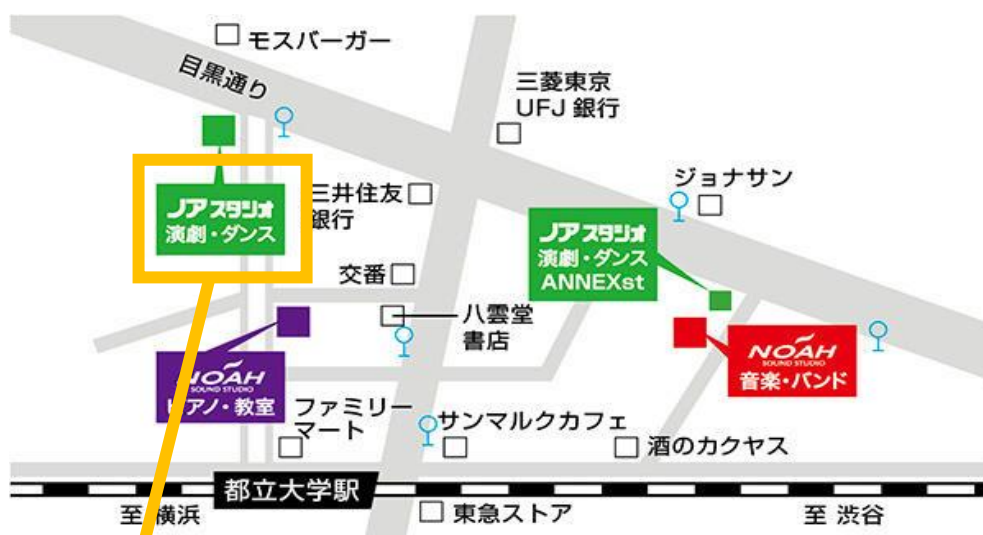 モスバーガー
目黒通り
三菱東京
UFJ 銀行
ジョナサン
三井住友
銀行
ノアスタジオ
演劇・ダンス
ノアスタジオ
演劇・ダンス
ANNEXst
交番
八雲堂
書店
NOAH
SOUND STUDIO
ピアノ・教室
NOAH
SOUND STUDIO
音楽・バンド
ファミリー
マート
サンマルクカフェ
酒のカクヤス
都立大学駅
至 横浜
東急ストア
至 渋谷